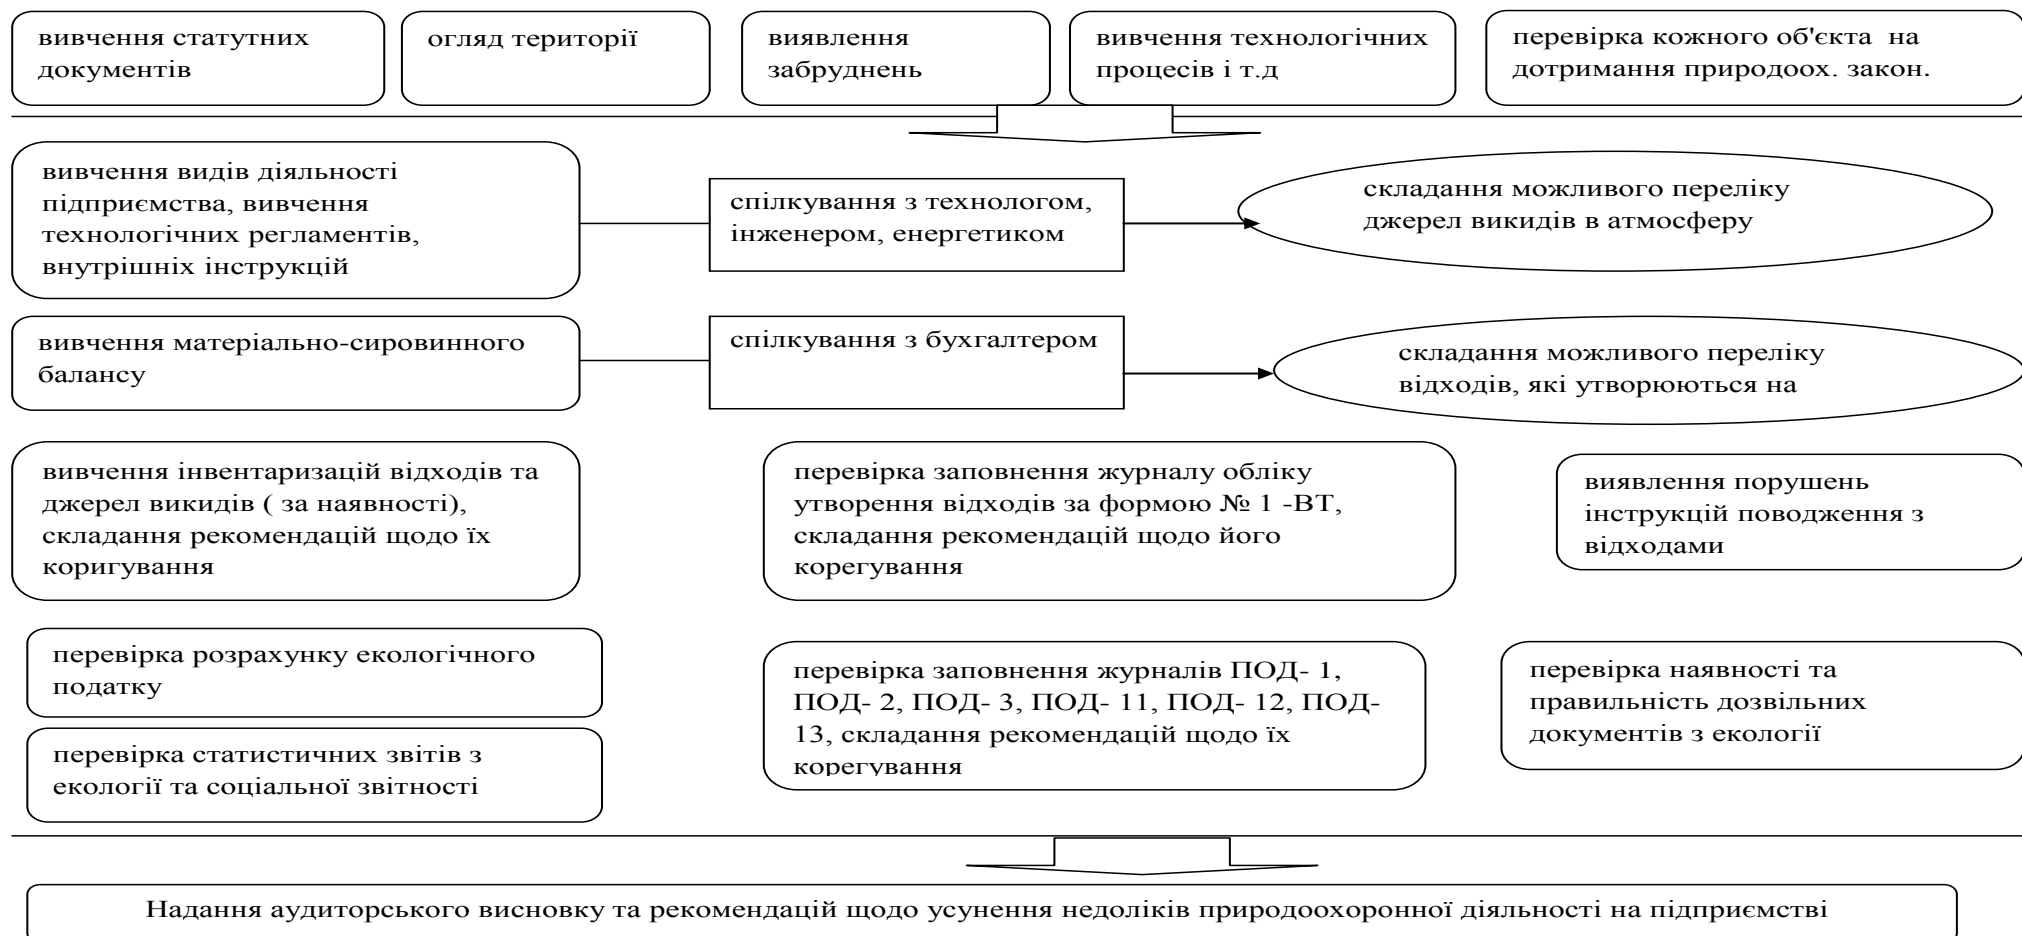 вивчення статутних
документів
огляд території
виявлення
забруднень
вивчення технологічних
процесів і т.д
перевірка кожного об'єкта на
дотримання природоох. закон.
вивчення видів діяльності
підприємства, вивчення
технологічних регламентів,
внутрішніх інструкцій
спілкування з технологом,
інженером, енергетиком
складання можливого переліку
джерел викидів в атмосферу
вивчення матеріально-сировинного
балансу
спілкування з бухгалтером
складання можливого переліку
відходів, які утворюються на
вивчення інвентаризацій відходів та
джерел викидів ( за наявності),
складання рекомендацій щодо їх
коригування
перевірка заповнення журналу обліку
утворення відходів за формою № 1 -ВТ,
складання рекомендацій щодо його
корегування
виявлення порушень
інструкцій поводження з
відходами
перевірка розрахунку екологічного
податку
перевірка статистичних звітів з
екології та соціальної звітності
перевірка заповнення журналів ПОД- 1,
ПОД- 2, ПОД- 3, ПОД- 11, ПОД- 12, ПОД-
13, складання рекомендацій щодо їх
корегування
перевірка наявності та
правильність дозвільних
документів з екології
Надання аудиторського висновку та рекомендацій щодо усунення недоліків природоохоронної діяльності на підприємстві